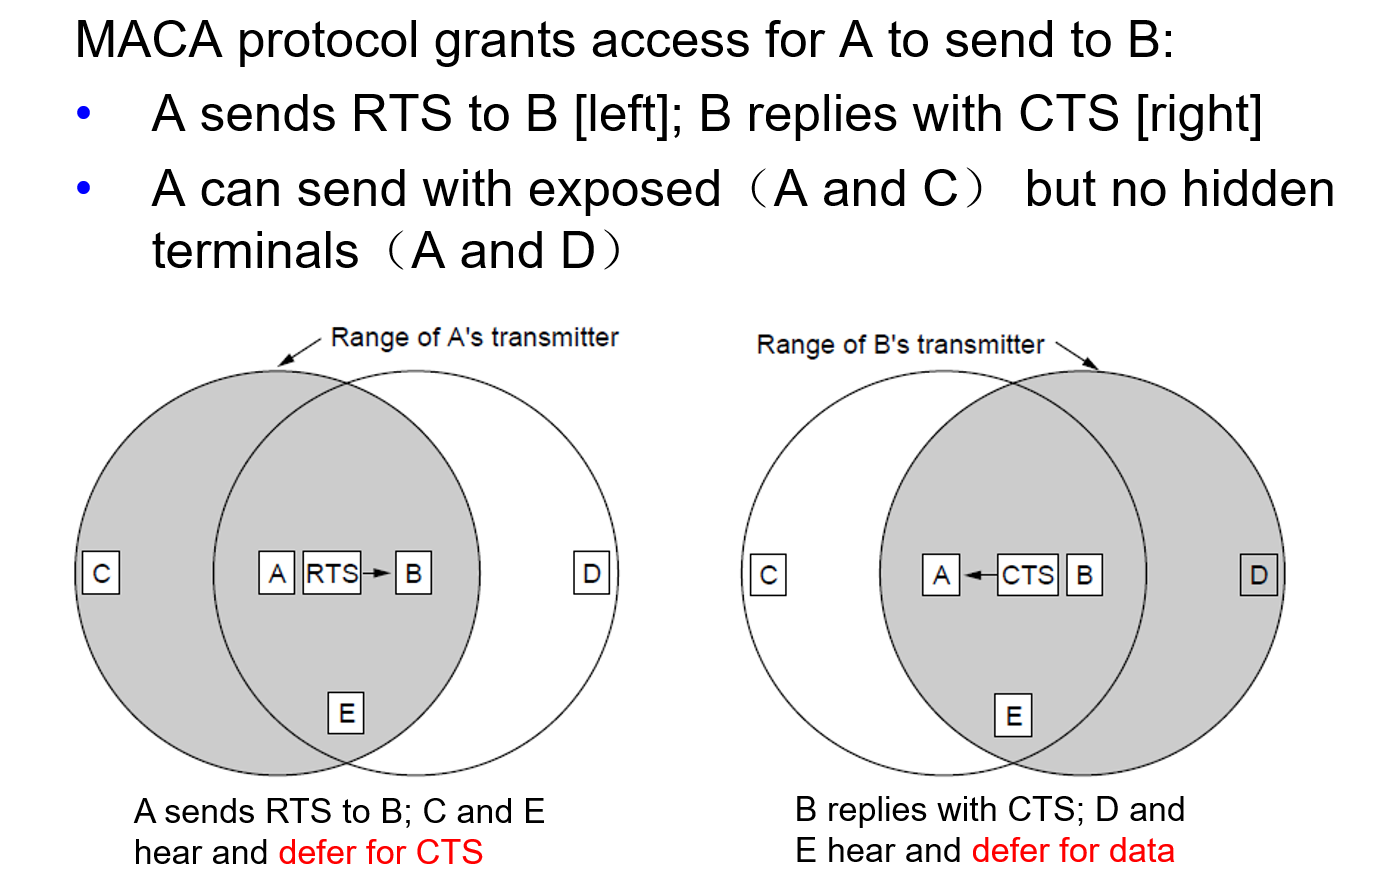 MACA protocol grants access for A to send to B:
• A sends RTS to B [left]; B replies with CTS [right]
• A can send with exposed（A and C） but no hidden
terminals（A and D）
Range of A's transmitter
C
A
RTS
B
D
E
A sends RTS to B; C and E
hear and defer for CTS
Range of B's transmitter
C
A
CTS
B
D
E
B replies with CTS; D and
E hear and defer for data